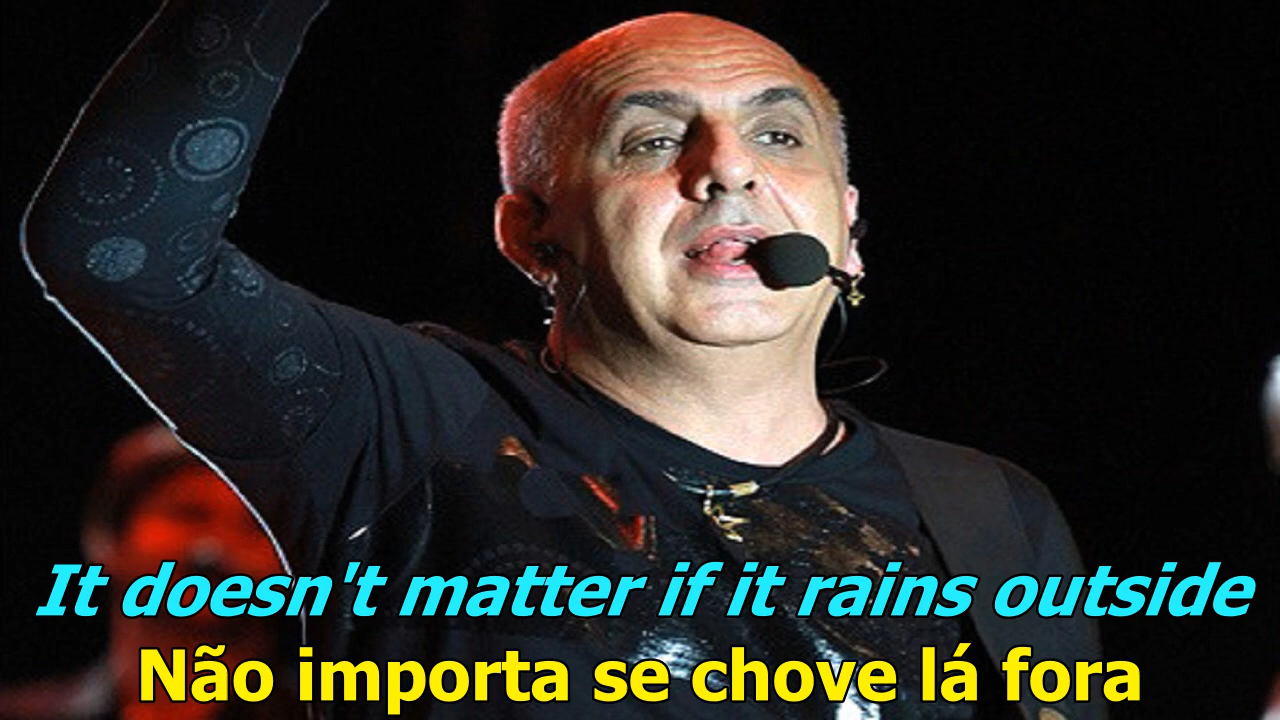 It doesn't matter if it rains outside
Não importa se chove lá fora